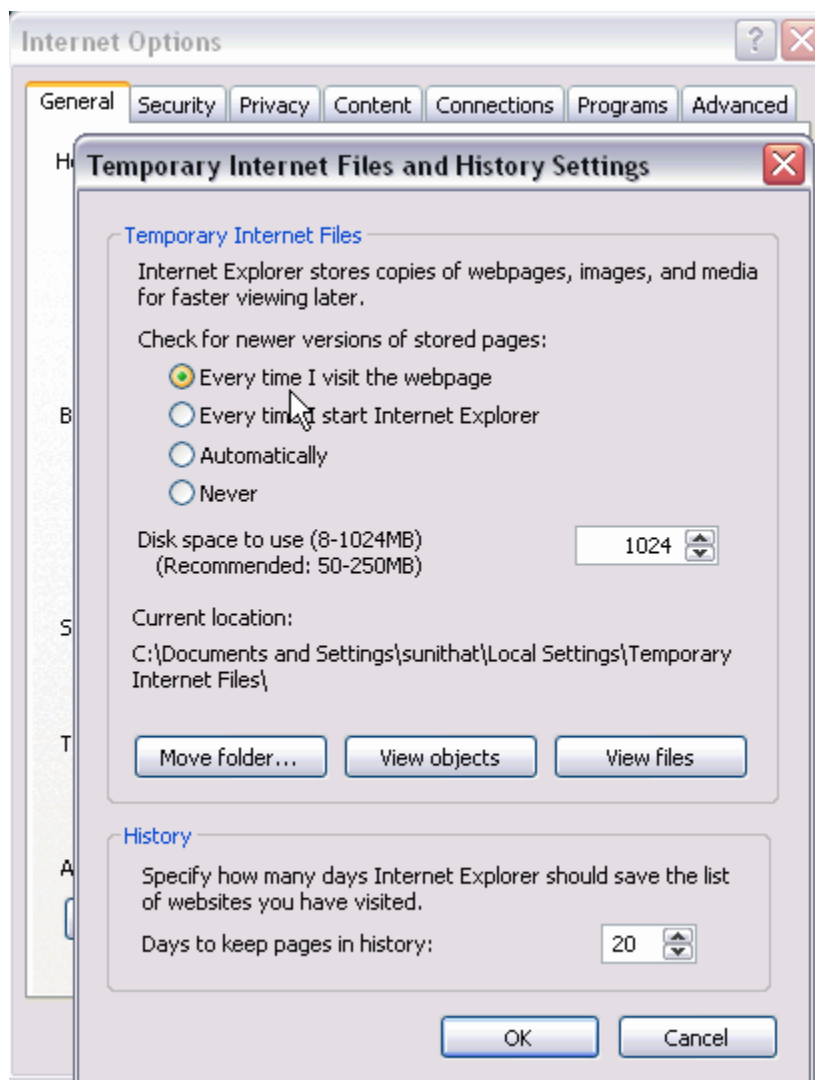 Internet Options
General Security Privacy Content Connections Programs Advanced
Temporary Internet Files and History Settings
Temporary Internet Files
Internet Explorer stores copies of webpages, images, and media
for faster viewing later.
Check for newer versions of stored pages:
Every time I visit the webpage
Every time I start Internet Explorer
Automatically
Never
Disk space to use (8-1024MB)
1024
(Recommended: 50-250MB)
Current location:
C:\Documents and Settings\sunithat\Local Settings\Temporary
Internet Files\
Move folder... View objects View files
History
Specify how many days Internet Explorer should save the list
of websites you have visited.
Days to keep pages in history: 20
OK Cancel